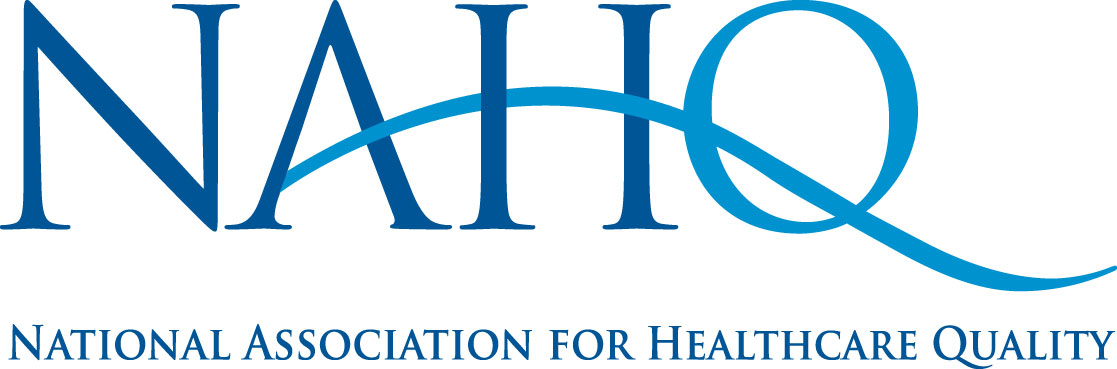 NAHQ
NATIONAL ASSOCIATION FOR HEALTHCARE QUALITY